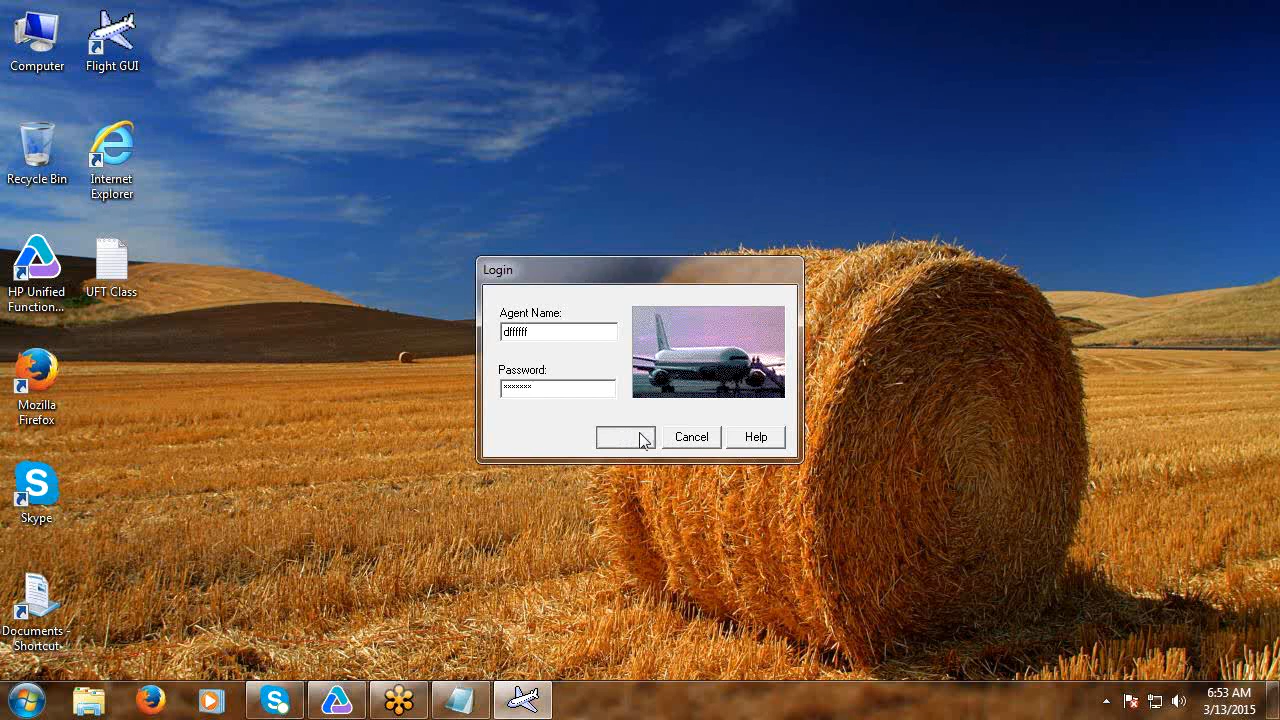 Computer
Flight GUI
Recycle Bin
Internet
Explorer
HP Unified
Function...
UFT Class
Mozilla
Firefox
Skype
Documents -
Shortcut
Login
Agent Name:
dffffff
Password:
xxxxxxx
Cancel
Help
6:53 AM
3/13/2015